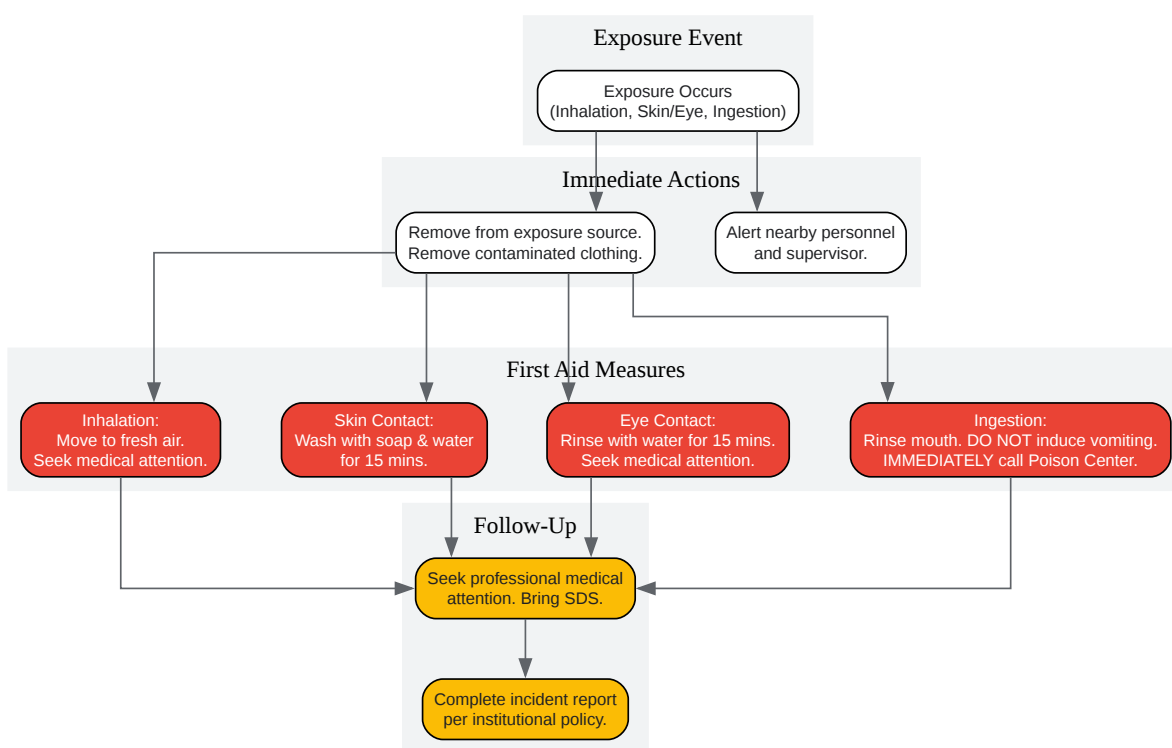 Exposure Event
Exposure Occurs
(Inhalation, Skin/Eye, Ingestion)
Immediate Actions
Remove from exposure source.
Remove contaminated clothing.
Alert nearby personnel
and supervisor.
First Aid Measures
Inhalation:
Move to fresh air.
Seek medical attention.
Skin Contact:
Wash with soap & water
for 15 mins.
Eye Contact:
Rinse with water for 15 mins.
Seek medical attention.
Ingestion:
Rinse mouth. DO NOT induce vomiting.
IMMEDIATELY call Poison Center.
Follow-Up
Seek professional medical
attention. Bring SDS.
Complete incident report
per institutional policy.